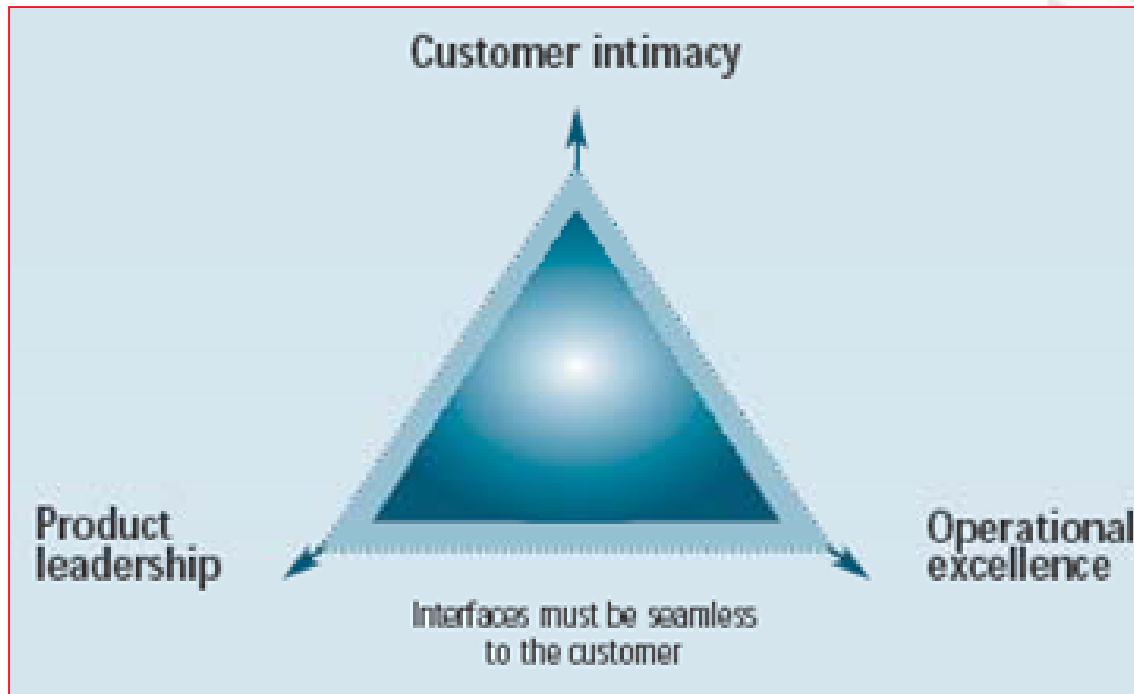 Customer intimacy
Product
leadership
Operational
excellence
Interfaces must be seamless
to the customer